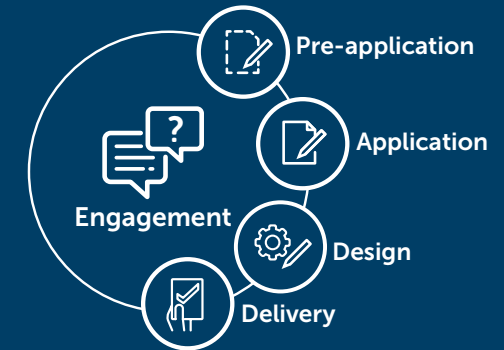 Pre-application
Application
?
Engagement
Design
Delivery